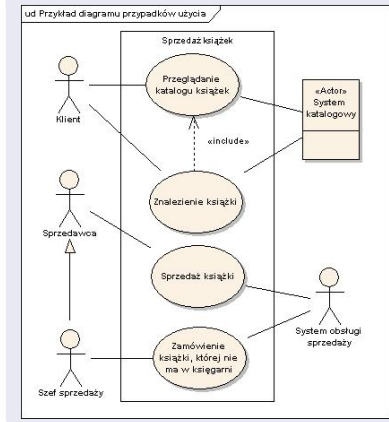 ud Przykład diagramu przypadków użycia
Sprzedaż książek
Przeglądanie
katalogu książek
«Actor»
System
katalogowy
Klient
«include»
Znalezienie książki
Sprzedawca
Sprzedaż książki
System obsługi
sprzedaży
Zamówienie
książki, której nie
ma w księgarni
Szef sprzedaży